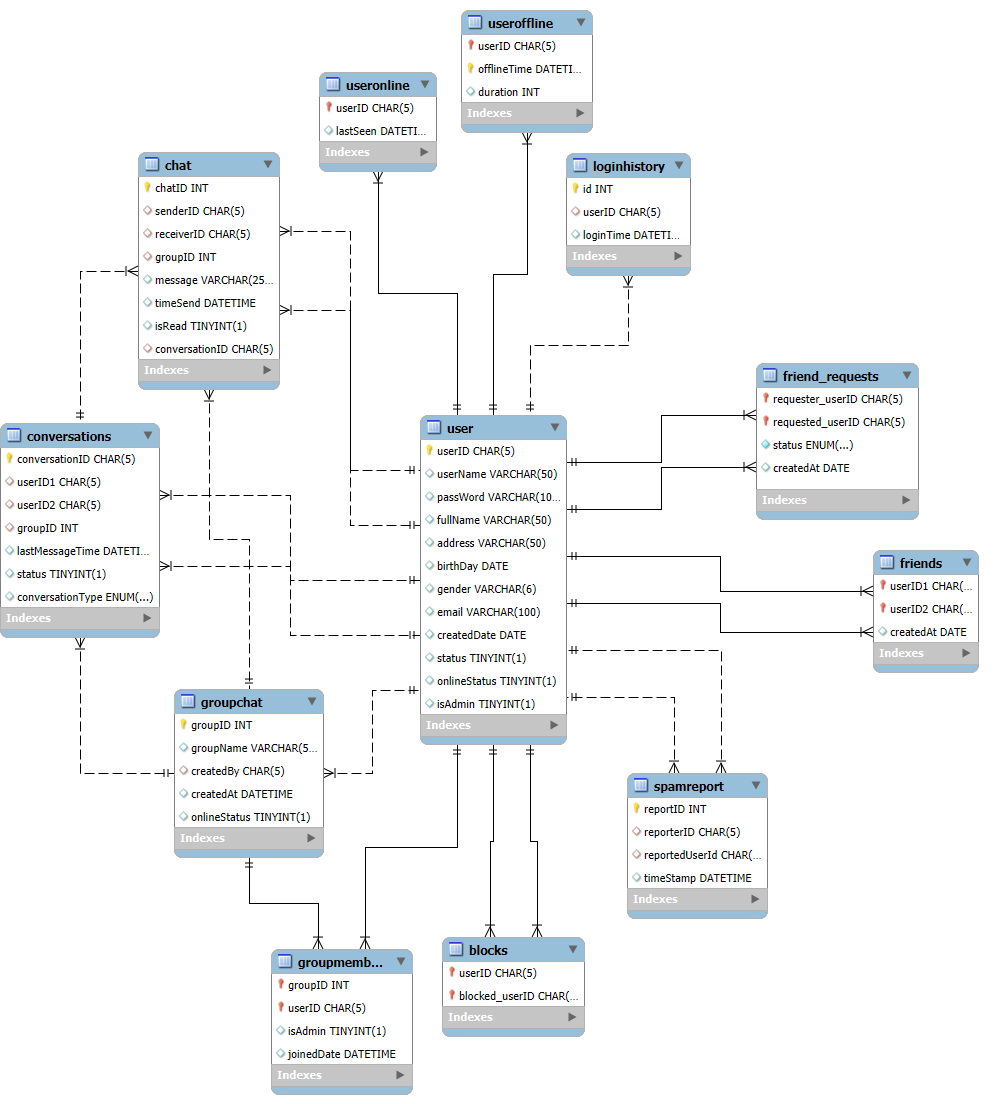 useroffline
userID CHAR(5)
offlineTime DATETI...
duration INT
Indexes
useronline
userID CHAR(5)
lastSeen DATETI...
Indexes
chat
chatID INT
senderID CHAR(5)
receiverID CHAR(5)
groupID INT
message VARCHAR(25...
timeSend DATETIME
isRead TINYINT(1)
conversationID CHAR(5)
Indexes
loginhistory
id INT
userID CHAR(5)
loginTime DATETI...
Indexes
friend_requests
requester_userID CHAR(5)
requested_userID CHAR(5)
status ENUM(...)
createdAt DATE
Indexes
conversations
conversationID CHAR(5)
userID1 CHAR(5)
userID2 CHAR(5)
groupID INT
lastMessageTime DATETI...
status TINYINT(1)
conversationType ENUM(...)
Indexes
user
userID CHAR(5)
userName VARCHAR(50)
passWord VARCHAR(10...
fullName VARCHAR(50)
address VARCHAR(50)
birthDay DATE
gender VARCHAR(6)
email VARCHAR(100)
createdDate DATE
status TINYINT(1)
onlineStatus TINYINT(1)
isAdmin TINYINT(1)
Indexes
friends
userID1 CHAR(...
userID2 CHAR(...
createdAt DATE
Indexes
groupchat
groupID INT
groupName VARCHAR(5...
createdBy CHAR(5)
createdAt DATETIME
onlineStatus TINYINT(1)
Indexes
spamreport
reportID INT
reporterID CHAR(5)
reportedUserId CHAR(...
timeStamp DATETIME
Indexes
groupmemb...
groupID INT
userID CHAR(5)
isAdmin TINYINT(1)
joinedDate DATETIME
Indexes
blocks
userID CHAR(5)
blocked_userID CHAR(...
Indexes